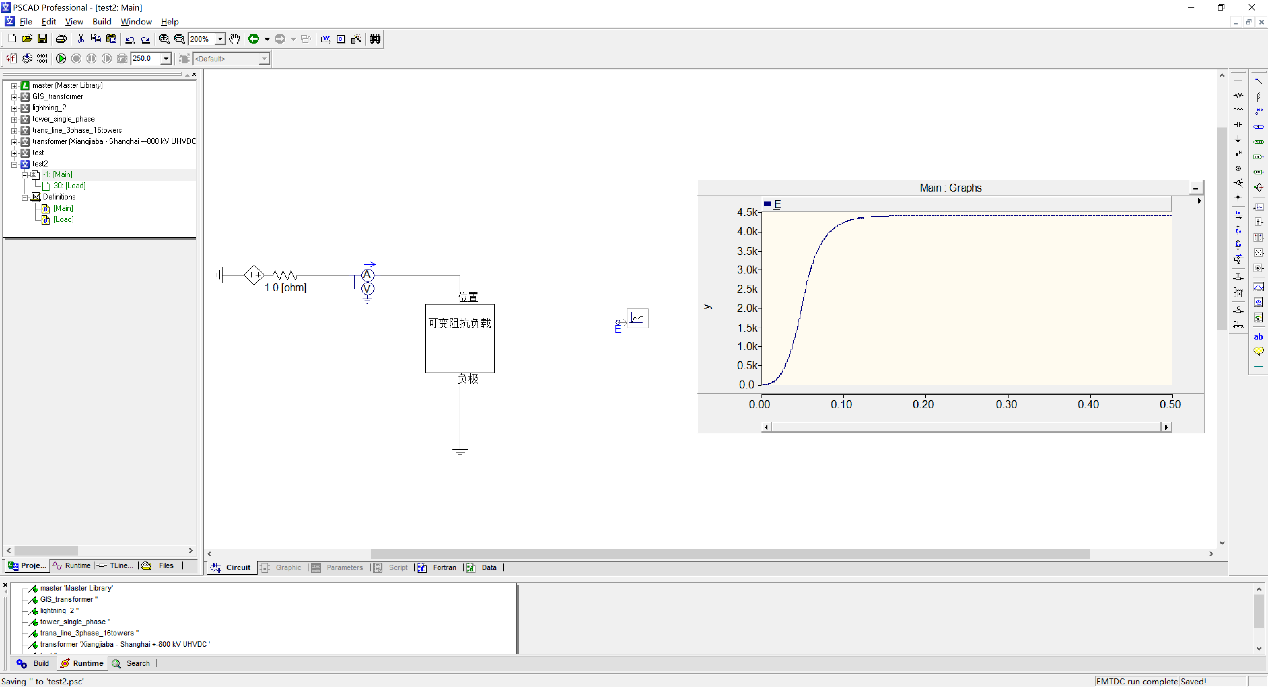 PSCAD Professional - [test2: Main]
File Edit View Build Window Help
200%
250.0 <Default>
master (Master Library)
GIS_transformer
lightning_2
tower_single_phase
trans_line_3phase_16towers
transformer (Xiangjiaba - Shanghai +-800 kV UHVDC
test
test2
-1: [Main]
30: [Load]
Definitions
[Main]
[Load]
A
V
1.0 [ohm]
位置
可变阻抗负载
负极
E
Main : Graphs
E
y
4.5k
4.0k
3.5k
3.0k
2.5k
2.0k
1.5k
1.0k
0.5k
0.0
0.00 0.10 0.20 0.30 0.40 0.50
ab
Proje... Runtime TLine... Files
Circuit Graphic Parameters Script Fortran Data
master 'Master Library'
GIS_transformer ''
lightning_2 ''
tower_single_phase ''
trans_line_3phase_16towers ''
transformer 'Xiangjiaba - Shanghai +-800 kV UHVDC '
Build Runtime Search
Saving '' to 'test2.psc'
EMTDC run complete Saved!